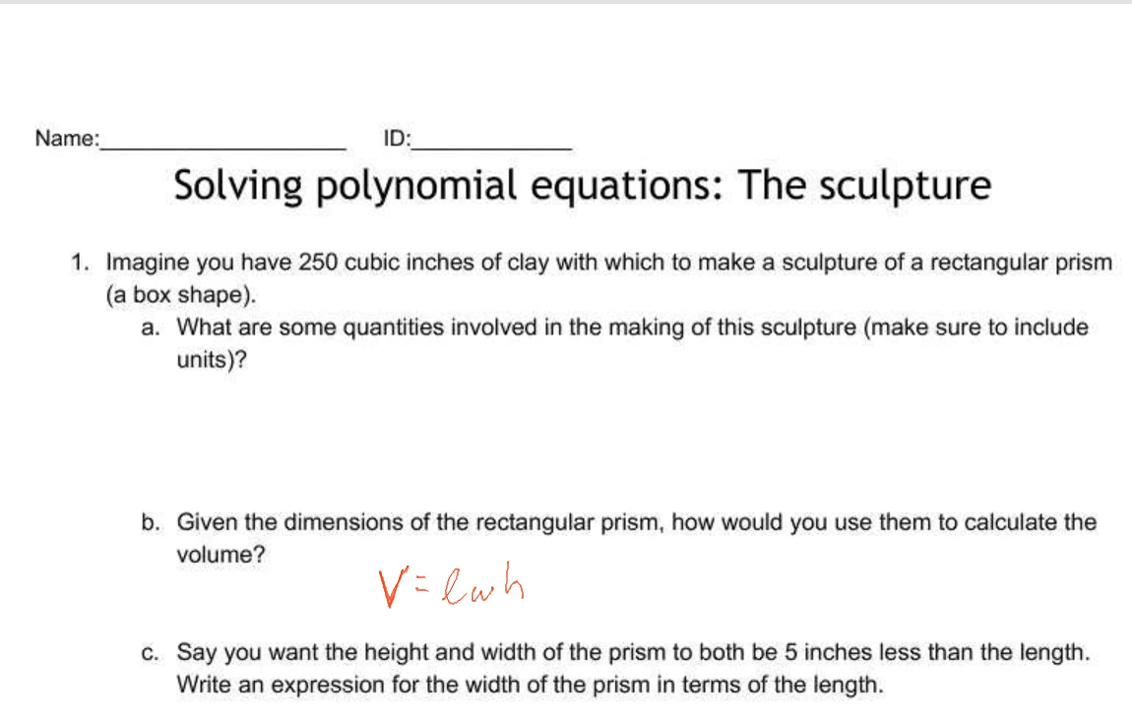 Name:____________________ ID:_____________
Solving polynomial equations: The sculpture
1. Imagine you have 250 cubic inches of clay with which to make a sculpture of a rectangular prism
(a box shape).
a. What are some quantities involved in the making of this sculpture (make sure to include
units)?
b. Given the dimensions of the rectangular prism, how would you use them to calculate the
volume?
V = lwh
c. Say you want the height and width of the prism to both be 5 inches less than the length.
Write an expression for the width of the prism in terms of the length.